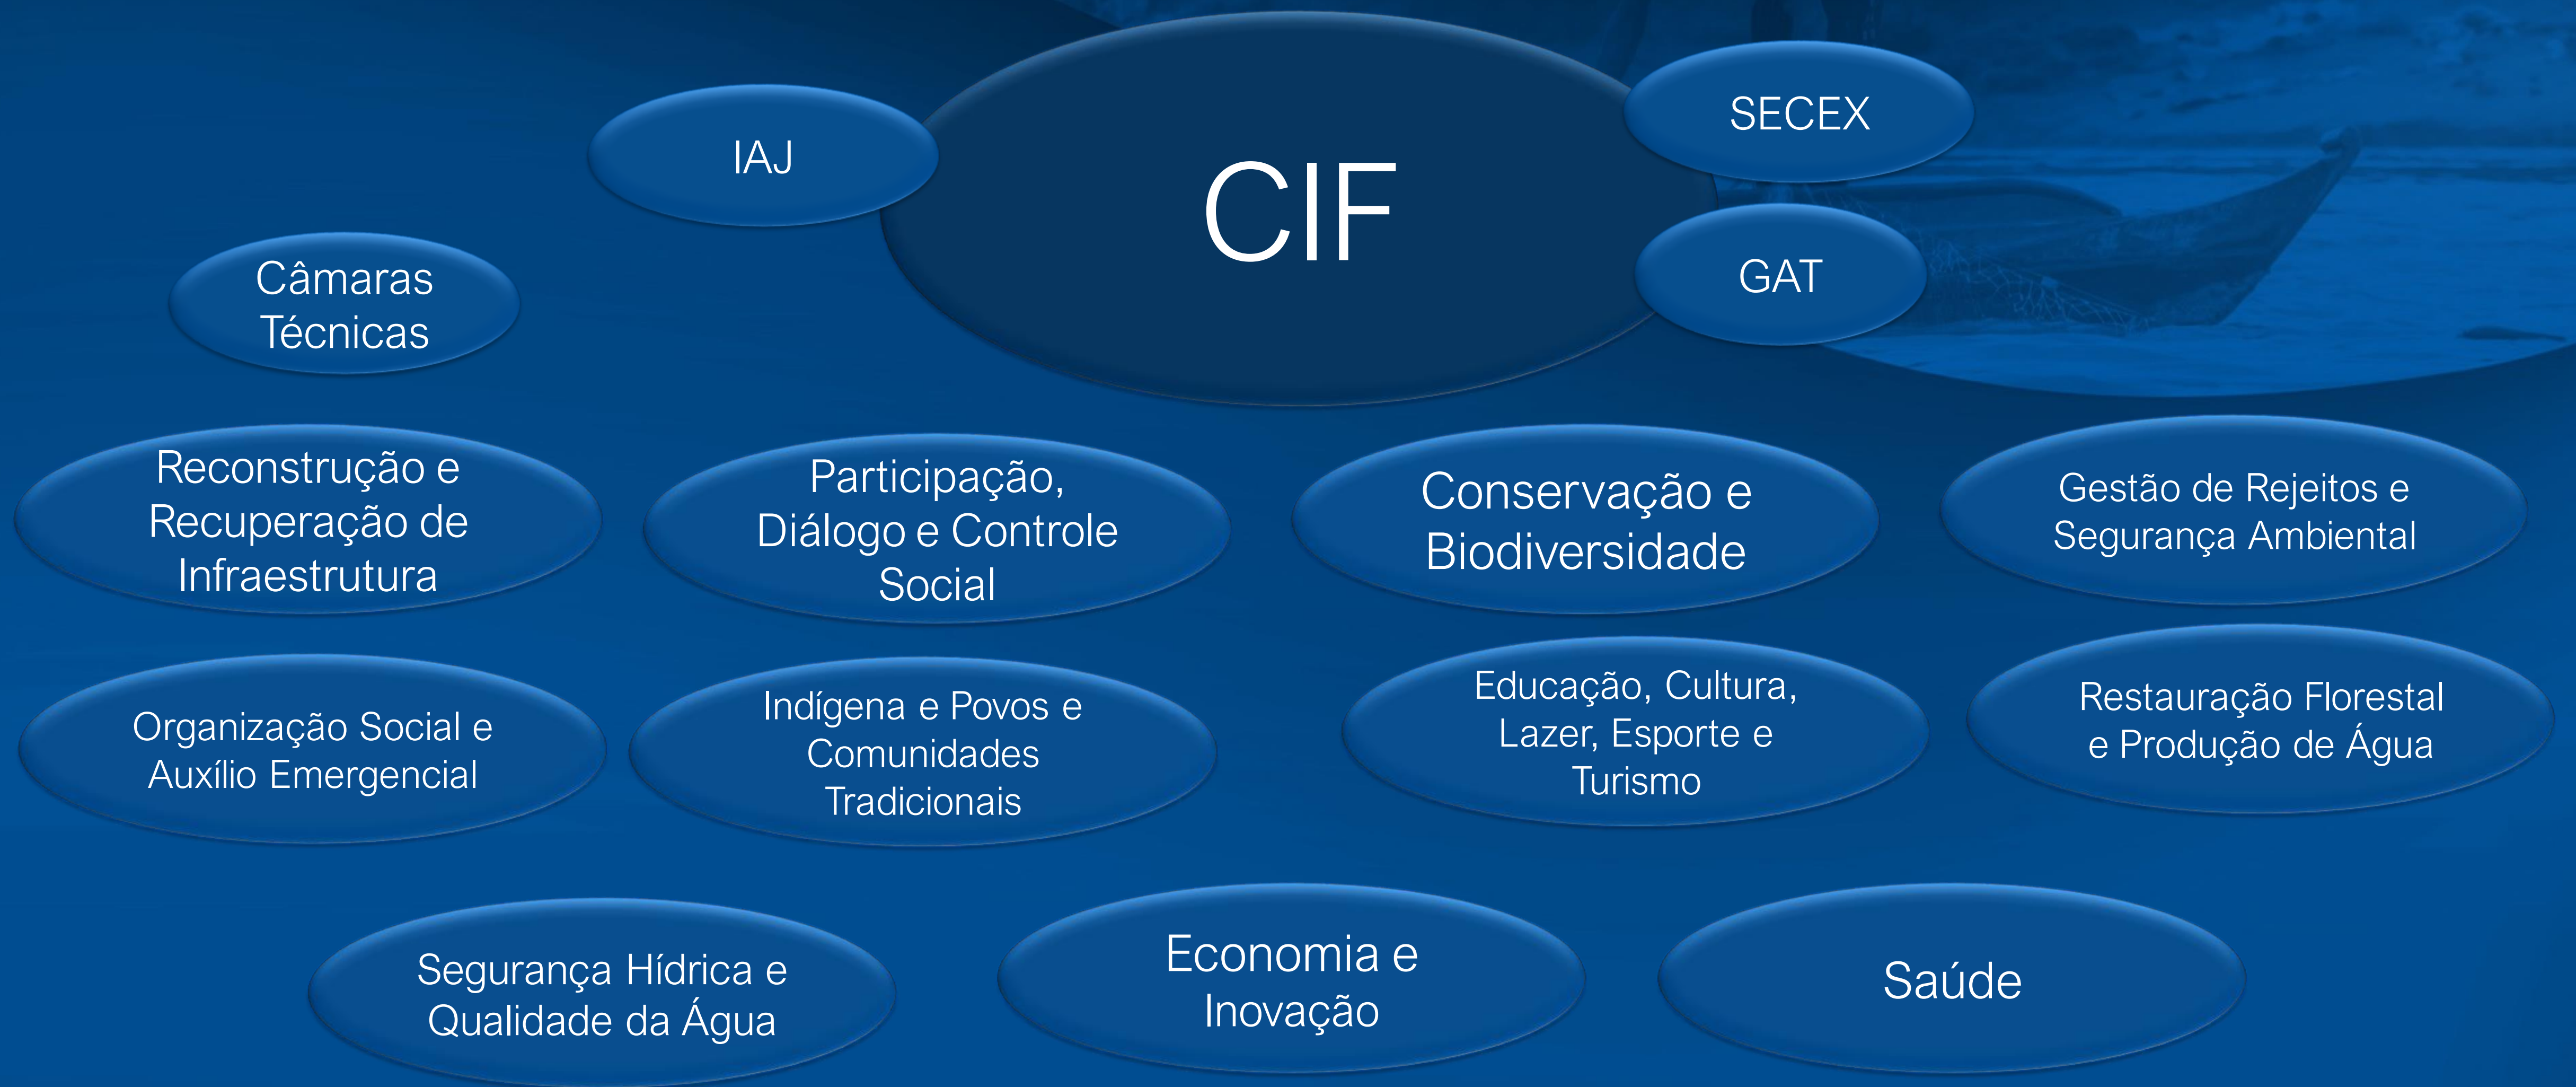 CIF
IAJ
SECEX
GAT
Câmaras
Técnicas
Reconstrução e
Recuperação de
Infraestrutura
Participação,
Diálogo e Controle
Social
Conservação e
Biodiversidade
Gestão de Rejeitos e
Segurança Ambiental
Organização Social e
Auxílio Emergencial
Indígena e Povos e
Comunidades
Tradicionais
Educação, Cultura,
Lazer, Esporte e
Turismo
Restauração Florestal
e Produção de Água
Segurança Hídrica e
Qualidade da Água
Economia e
Inovação
Saúde